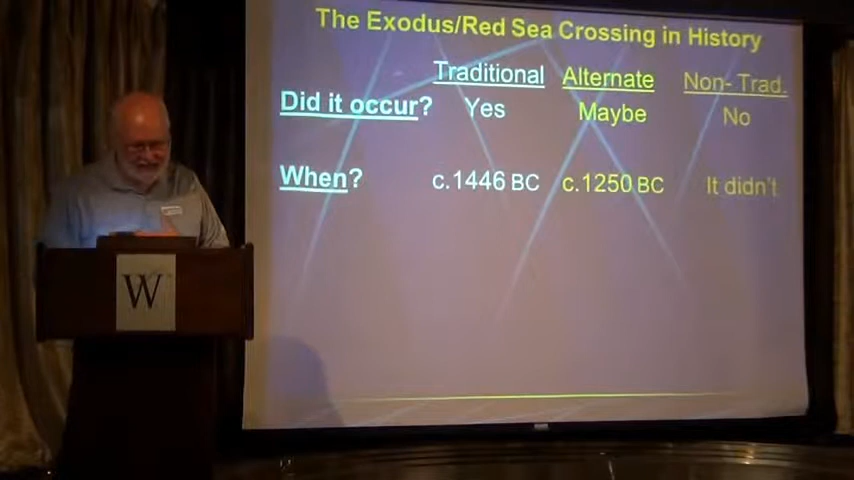 The Exodus/Red Sea Crossing in History
Traditional Alternate Non- Trad.
Did it occur? Yes Maybe No
When? c.1446 BC c.1250 BC It didn't
W